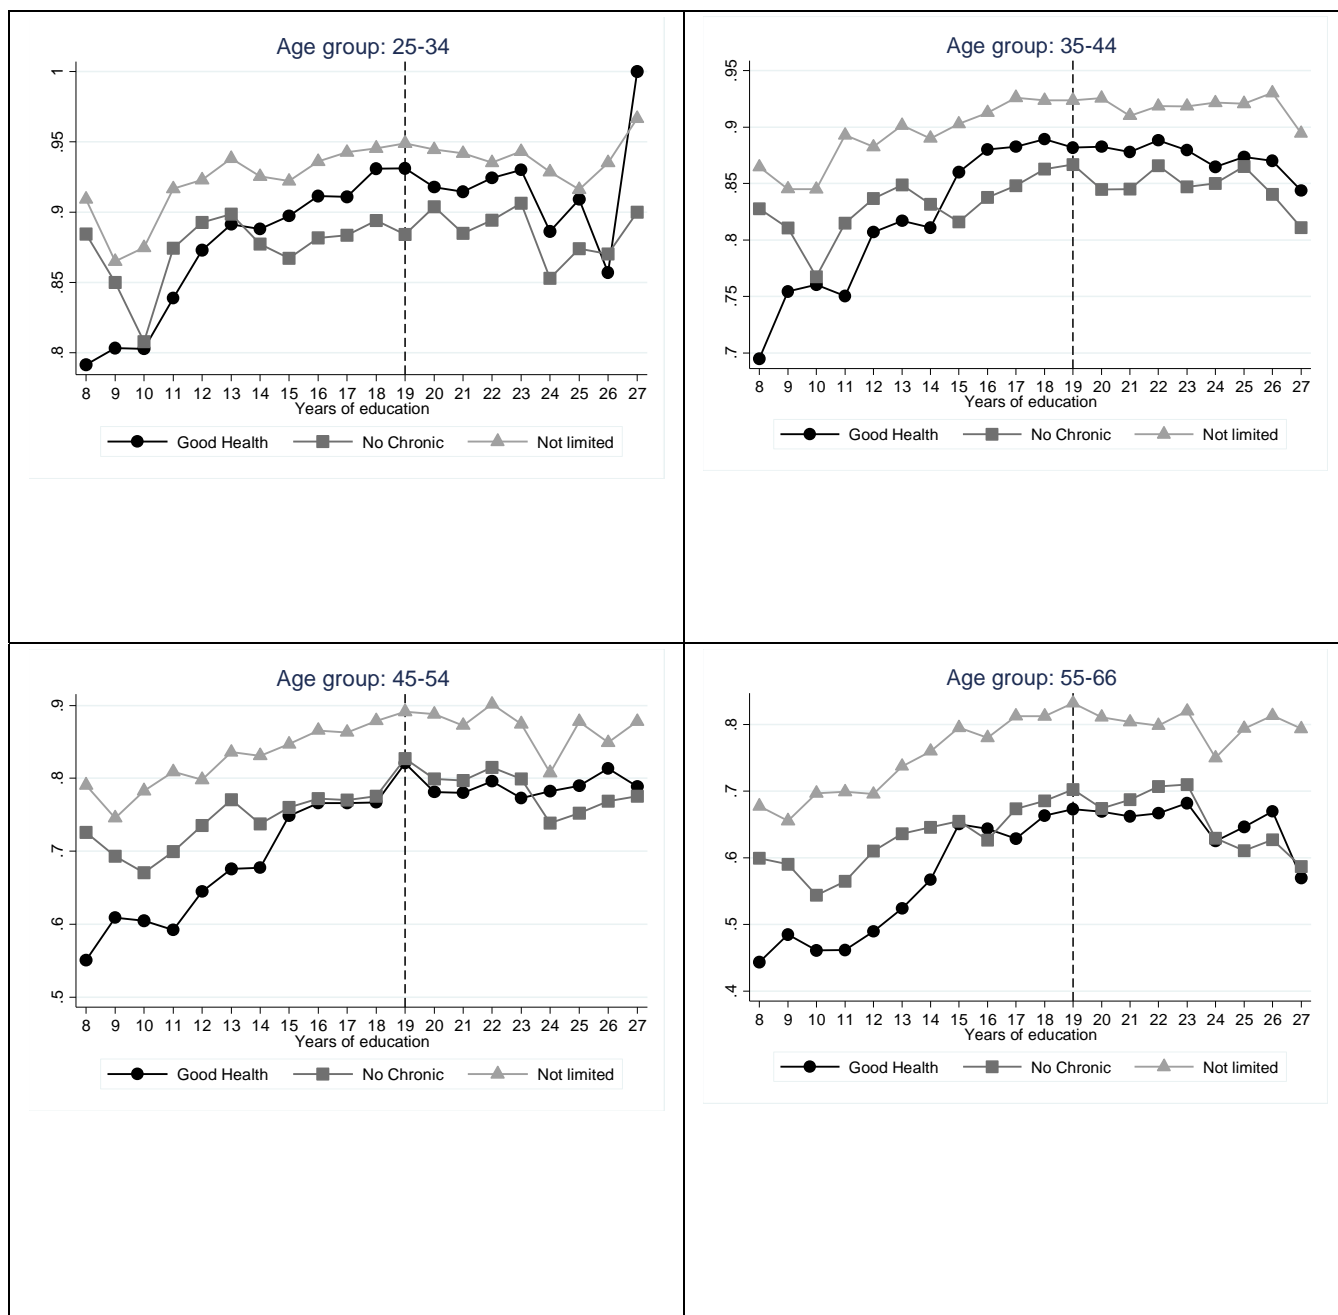 Age group: 25-34
1
.95
.9
.85
.8
8 9 10 11 12 13 14 15 16 17 18 19 20 21 22 23 24 25 26 27
Years of education
Good Health No Chronic Not limited
Age group: 35-44
.95
.9
.85
.8
.75
.7
8 9 10 11 12 13 14 15 16 17 18 19 20 21 22 23 24 25 26 27
Years of education
Good Health No Chronic Not limited
Age group: 45-54
.9
.8
.7
.6
.5
8 9 10 11 12 13 14 15 16 17 18 19 20 21 22 23 24 25 26 27
Years of education
Good Health No Chronic Not limited
Age group: 55-66
.8
.7
.6
.5
.4
8 9 10 11 12 13 14 15 16 17 18 19 20 21 22 23 24 25 26 27
Years of education
Good Health No Chronic Not limited